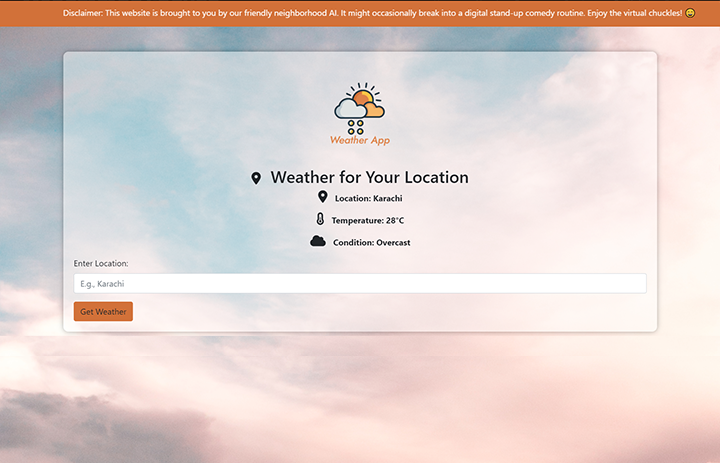 Disclaimer: This website is brought to you by our friendly neighborhood AI. It might occasionally break into a digital stand-up comedy routine. Enjoy the virtual chuckles! 😄
Weather App
Weather for Your Location
Location: Karachi
Temperature: 28°C
Condition: Overcast
Enter Location:
E.g., Karachi
Get Weather